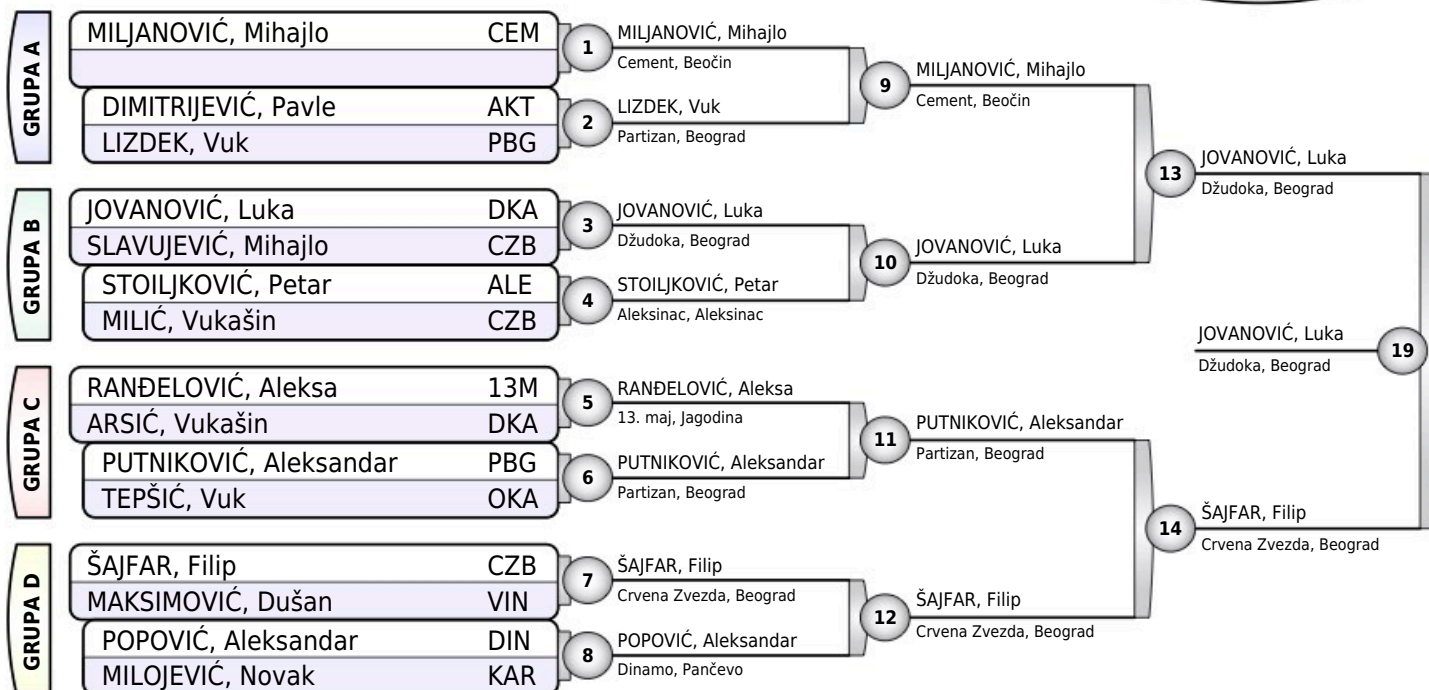 GRUPA A
MILJANOVIĆ, Mihajlo CEM
DIMITRIJEVIĆ, Pavle AKT
LIZDEK, Vuk PBG
GRUPA B
JOVANOVIĆ, Luka DKA
SLAVUJEVIĆ, Mihajlo CZB
STOILJKOVIĆ, Petar ALE
MILIĆ, Vukašin CZB
GRUPA C
RANĐELOVIĆ, Aleksa 13M
ARSIĆ, Vukašin DKA
PUTNIKOVIĆ, Aleksandar PBG
TEPŠIĆ, Vuk OKA
GRUPA D
ŠAJFAR, Filip CZB
MAKSIMOVIĆ, Dušan VIN
POPOVIĆ, Aleksandar DIN
MILOJEVIĆ, Novak KAR
1 MILJANOVIĆ, Mihajlo
Cement, Beočin
2 LIZDEK, Vuk
Partizan, Beograd
3 JOVANOVIĆ, Luka
Džudoka, Beograd
4 STOILJKOVIĆ, Petar
Aleksinac, Aleksinac
5 RANĐELOVIĆ, Aleksa
13. maj, Jagodina
6 PUTNIKOVIĆ, Aleksandar
Partizan, Beograd
7 ŠAJFAR, Filip
Crvena Zvezda, Beograd
8 POPOVIĆ, Aleksandar
Dinamo, Pančevo
9 MILJANOVIĆ, Mihajlo
Cement, Beočin
10 JOVANOVIĆ, Luka
Džudoka, Beograd
11 PUTNIKOVIĆ, Aleksandar
Partizan, Beograd
12 ŠAJFAR, Filip
Crvena Zvezda, Beograd
13 JOVANOVIĆ, Luka
Džudoka, Beograd
14 ŠAJFAR, Filip
Crvena Zvezda, Beograd
JOVANOVIĆ, Luka 19
Džudoka, Beograd